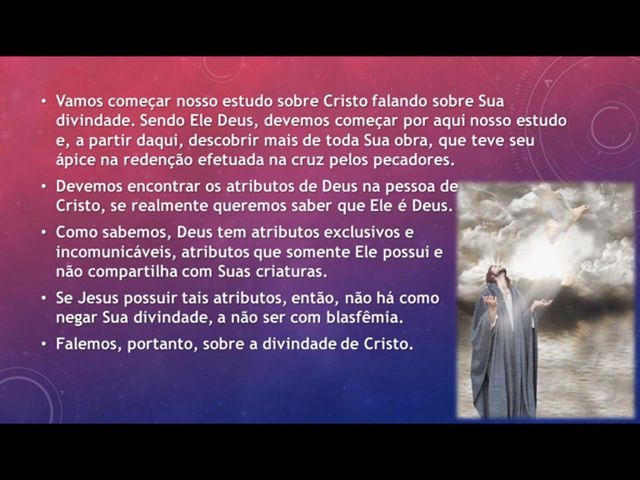 • Vamos começar nosso estudo sobre Cristo falando sobre Sua
divindade. Sendo Ele Deus, devemos começar por aqui nosso estudo
e, a partir daqui, descobrir mais de toda Sua obra, que teve seu
ápice na redenção efetuada na cruz pelos pecadores.
• Devemos encontrar os atributos de Deus na pessoa de
Cristo, se realmente queremos saber que Ele é Deus.
• Como sabemos, Deus tem atributos exclusivos e
incomunicáveis, atributos que somente Ele possui e
não compartilha com Suas criaturas.
• Se Jesus possuir tais atributos, então, não há como
negar Sua divindade, a não ser com blasfêmia.
• Falemos, portanto, sobre a divindade de Cristo.